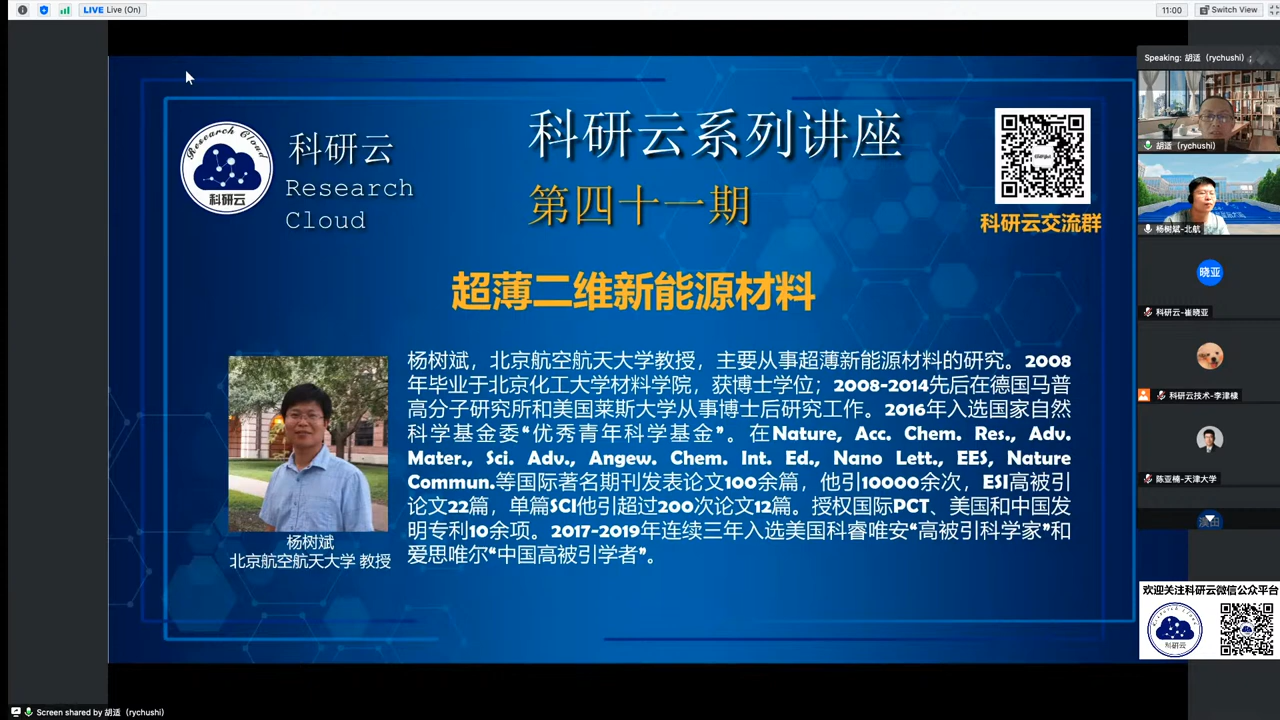 LIVE Live (On)
11:00
Switch View
Research Cloud
科研云
科研云
Research
Cloud
科研云系列讲座
第四十一期
科研云交流群
超薄二维新能源材料
杨树斌，北京航空航天大学教授，主要从事超薄新能源材料的研究。2008
年毕业于北京化工大学材料学院，获博士学位；2008-2014先后在德国马普
高分子研究所和美国莱斯大学从事博士后研究工作。2016年入选国家自然
科学基金委“优秀青年科学基金”。在Nature, Acc. Chem. Res., Adv.
Mater., Sci. Adv., Angew. Chem. Int. Ed., Nano Lett., EES, Nature
Commun.等国际著名期刊发表论文100余篇，他引10000余次，ESI高被引
论文22篇，单篇SCI他引超过200次论文12篇。授权国际PCT、美国和中国发
明专利10余项。2017-2019年连续三年入选美国科睿唯安“高被引科学家”和
爱思唯尔“中国高被引学者”。
杨树斌
北京航空航天大学 教授
Speaking: 胡适（rychushi）;
胡适（rychushi）
杨树斌-北航
晓亚
科研云-崔晓亚
科研云技术-李津橡
陈亚楠-天津大学
欢迎关注科研云微信公众平台
Research Cloud
科研云
Screen shared by 胡适（rychushi）